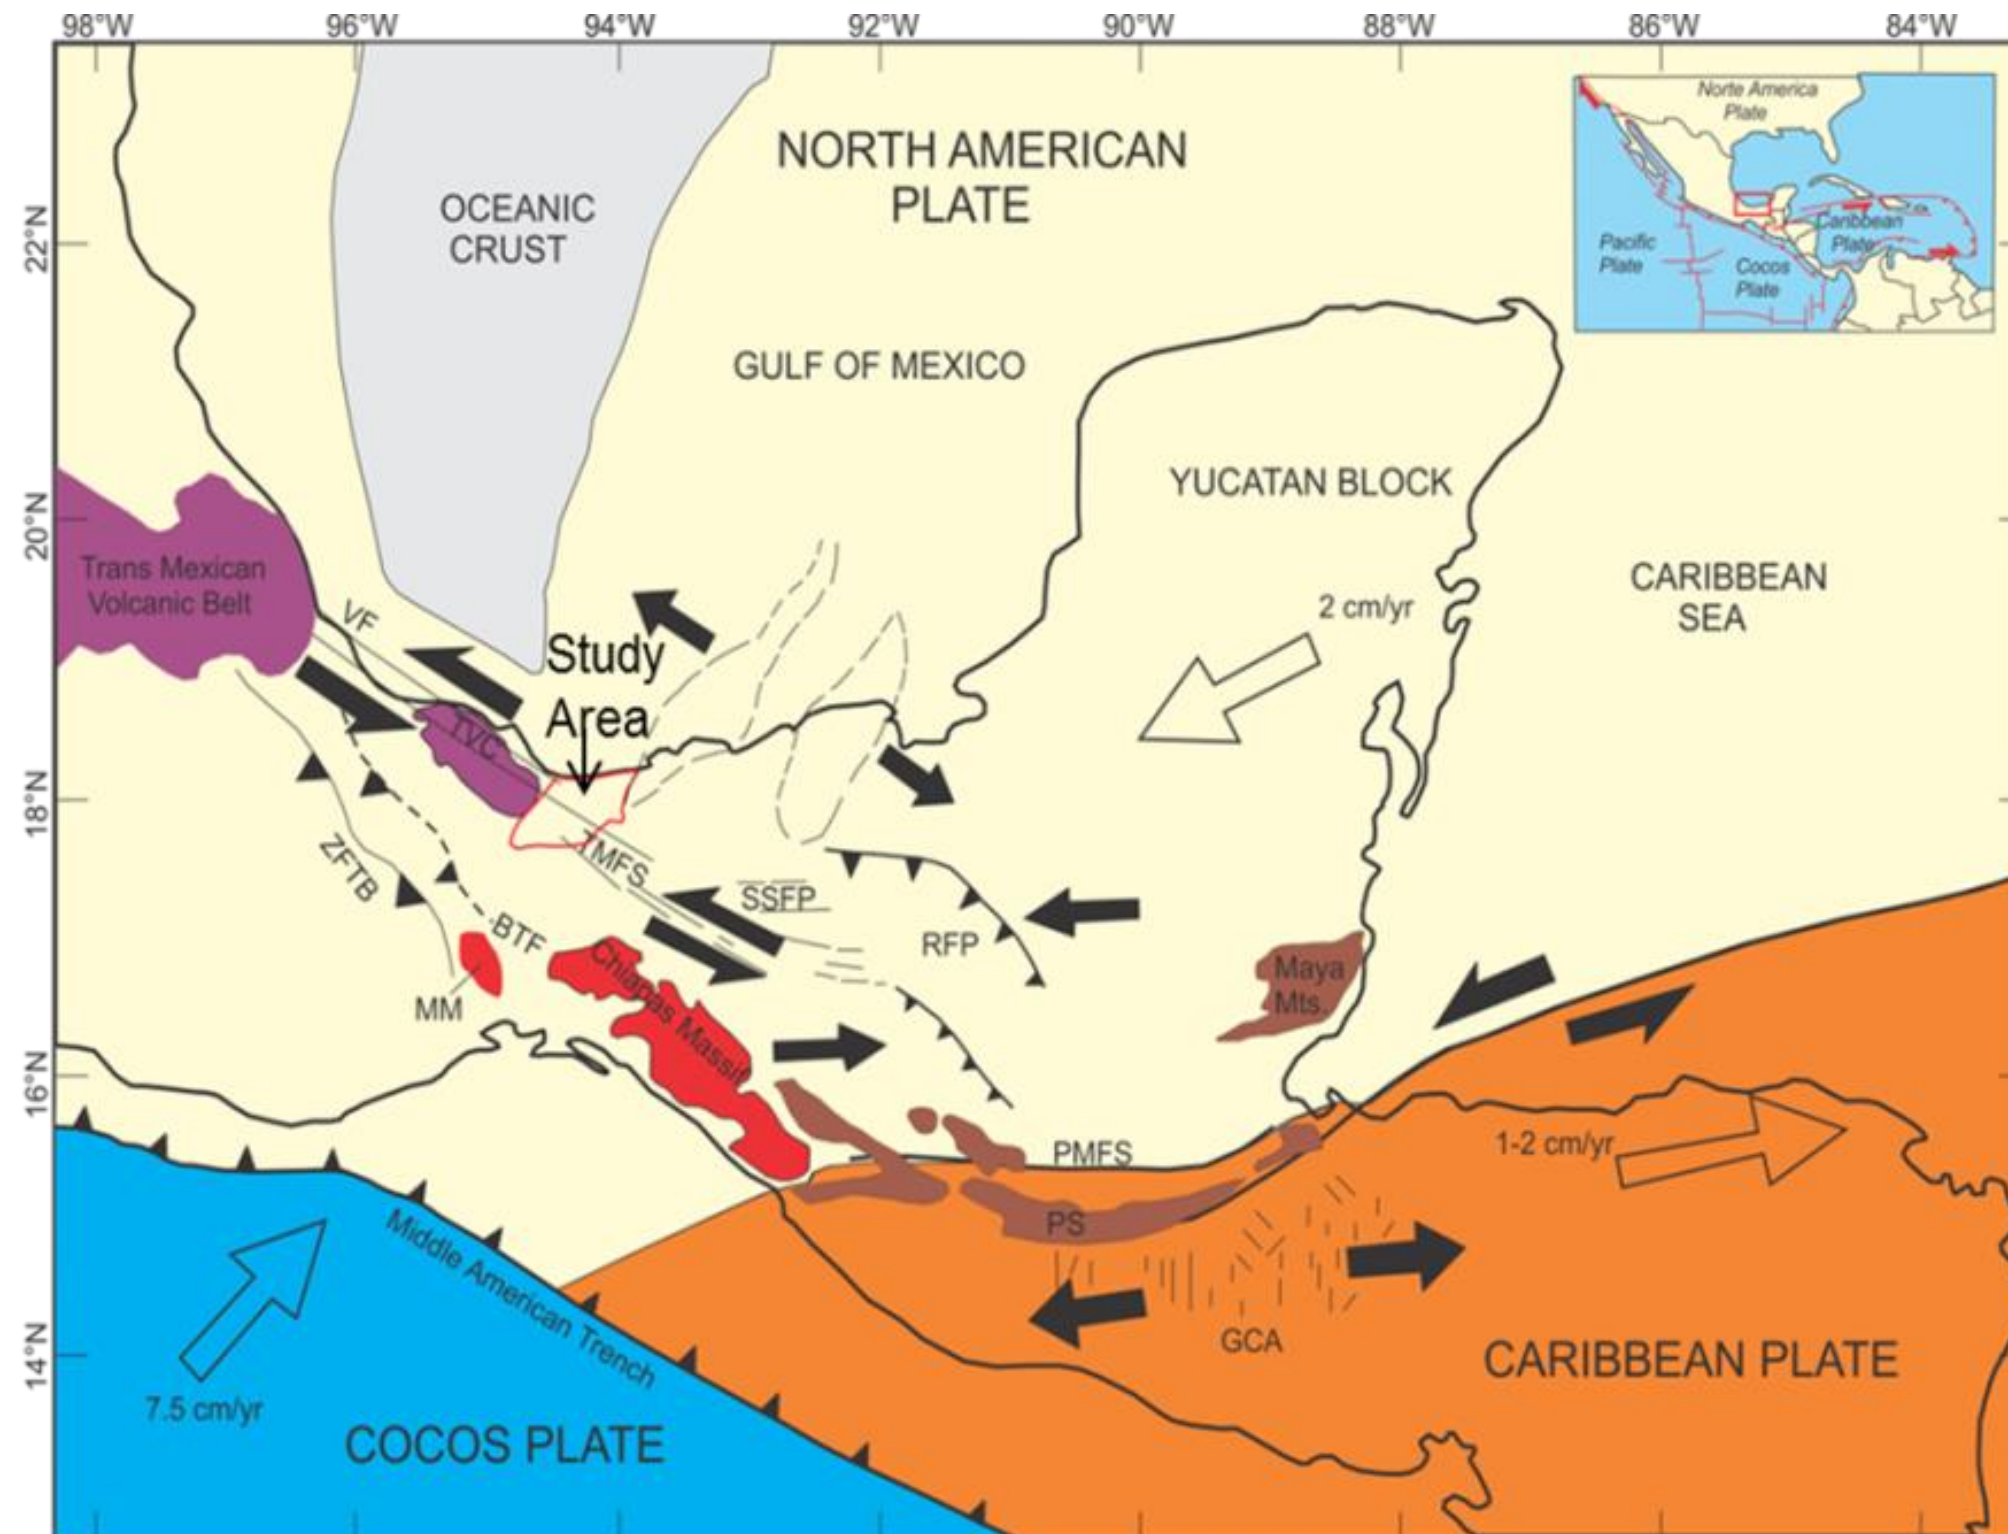 98°W 96°W 94°W 92°W 90°W 88°W 86°W 84°W
22°N
20°N
18°N
16°N
14°N
NORTH AMERICAN
PLATE
OCEANIC
CRUST
GULF OF MEXICO
YUCATAN BLOCK
CARIBBEAN
SEA
Norte America
Plate
Pacific
Plate
Cocos
Plate
Caribbean
Plate
Trans Mexican
Volcanic Belt
VF
Study
Area
2 cm/yr
TVC
ZFTB
TMFS
SSFP
BTF
RFP
MM
Chiapas Massif
Maya
Mts.
PMFS
PS
1-2 cm/yr
GCA
Middle American Trench
7.5 cm/yr
COCOS PLATE
CARIBBEAN PLATE